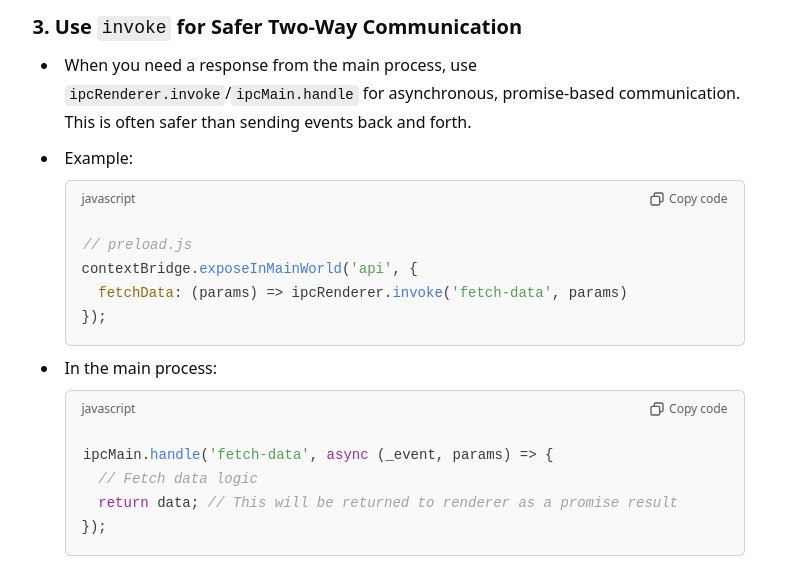 3. Use invoke for Safer Two-Way Communication
• When you need a response from the main process, use
ipcRenderer.invoke/ipcMain.handle for asynchronous, promise-based communication.
This is often safer than sending events back and forth.
• Example:
javascript Copy code
// preload.js
contextBridge.exposeInMainWorld('api', {
  fetchData: (params) => ipcRenderer.invoke('fetch-data', params)
});
• In the main process:
javascript Copy code
ipcMain.handle('fetch-data', async (_event, params) => {
  // Fetch data logic
  return data; // This will be returned to renderer as a promise result
});